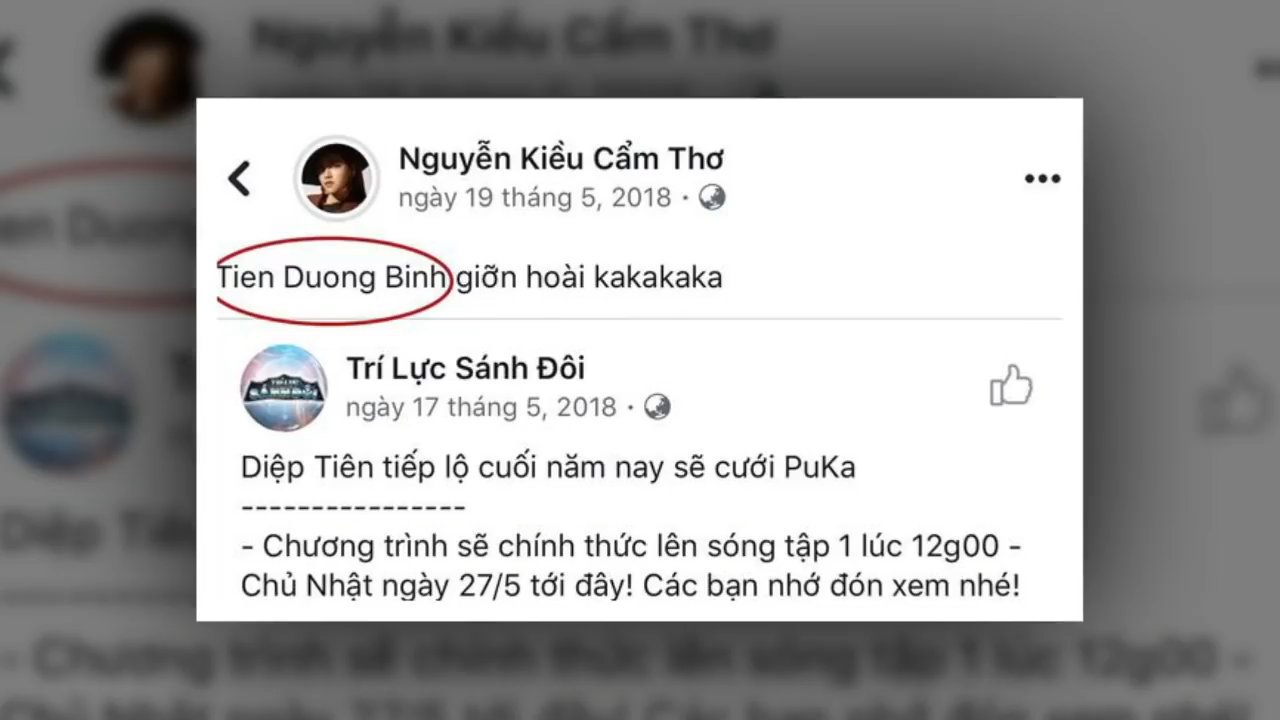 Nguyễn Kiều Cẩm Thơ
ngày 19 tháng 5, 2018 ·
Tien Duong Binh giỡn hoài kakakaka
Trí Lực Sánh Đôi
ngày 17 tháng 5, 2018 ·
Diệp Tiên tiếp lộ cuối năm nay sẽ cưới PuKa
----------------
- Chương trình sẽ chính thức lên sóng tập 1 lúc 12g00 -
Chủ Nhật ngày 27/5 tới đây! Các bạn nhớ đón xem nhé!